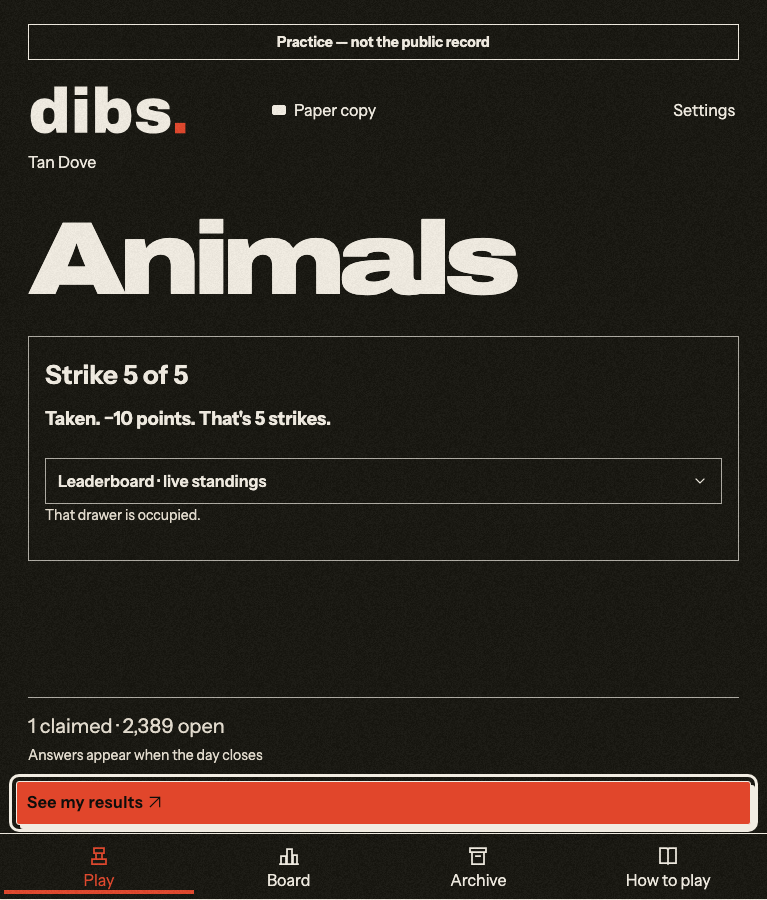 Practice — not the public record
dibs.
Paper copy
Settings
Tan Dove
Animals
Strike 5 of 5
Taken. −10 points. That's 5 strikes.
Leaderboard · live standings
That drawer is occupied.
1 claimed · 2,389 open
Answers appear when the day closes
See my results
Play
Board
Archive
How to play